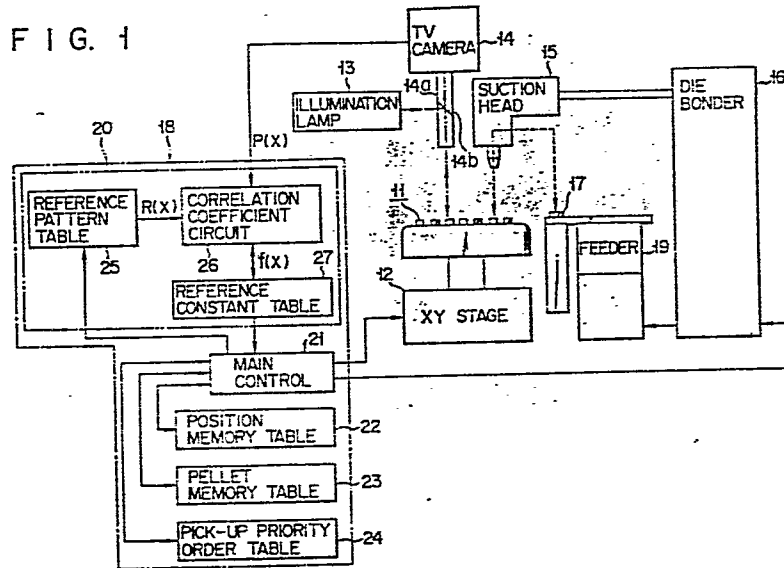 FIG. 1
TV
CAMERA
14
13
ILLUMINATION
LAMP
14a
14b
15
SUCTION
HEAD
16
DIE
BONDER
20
18
P(X)
REFERENCE
PATTERN
TABLE
25
R(X)
CORRELATION
COEFFICIENT
CIRCUIT
26
f(X)
27
REFERENCE
CONSTANT TABLE
11
17
FEEDER
19
12
XY STAGE
21
MAIN
CONTROL
POSITION
MEMORY TABLE
22
PELLET
MEMORY TABLE
23
PICK-UP PRIORITY
ORDER TABLE
24